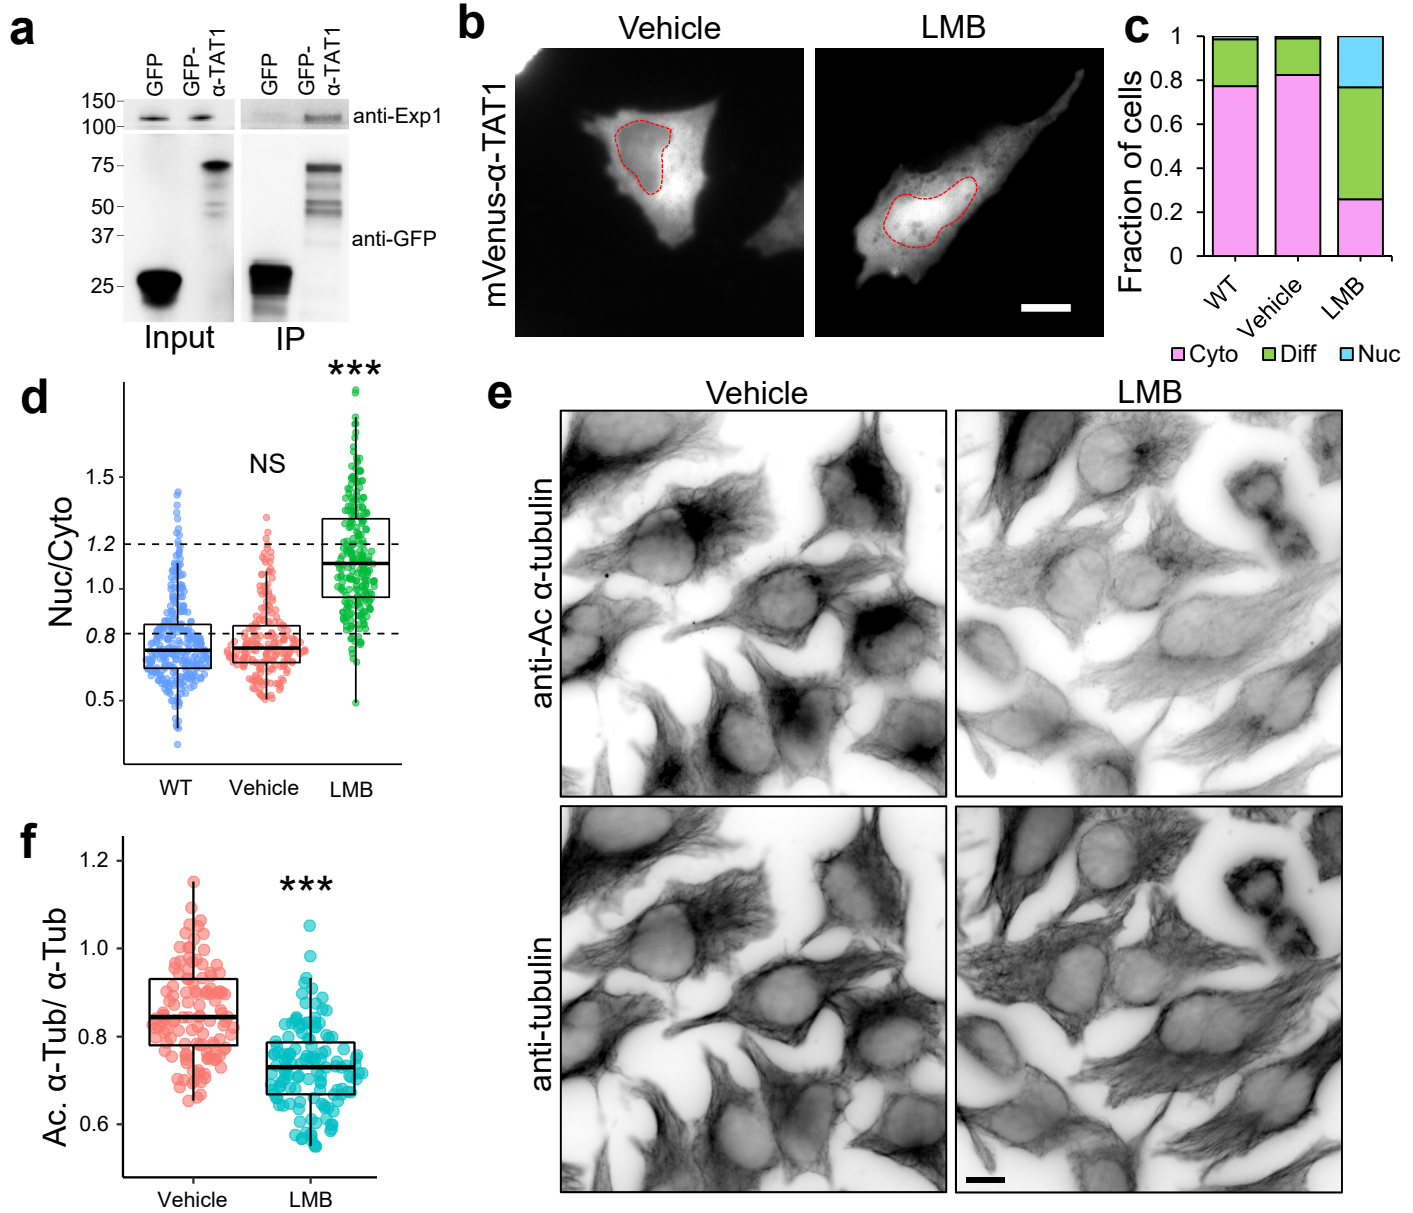 a
GFP
GFP-
α-TAT1
GFP
GFP-
α-TAT1
150
100
75
50
37
25
anti-Exp1
anti-GFP
Input
IP
b
Vehicle
LMB
mVenus-α-TAT1
c
Fraction of cells
1
0.8
0.6
0.4
0.2
0
WT
Vehicle
LMB
Cyto
Diff
Nuc
d
Nuc/Cyto
1.5
1.2
1.0
0.8
0.5
NS
***
WT
Vehicle
LMB
e
Vehicle
LMB
anti-Ac α-tubulin
anti-tubulin
f
Ac. α-Tub/ α-Tub
1.2
1.0
0.8
0.6
***
Vehicle
LMB